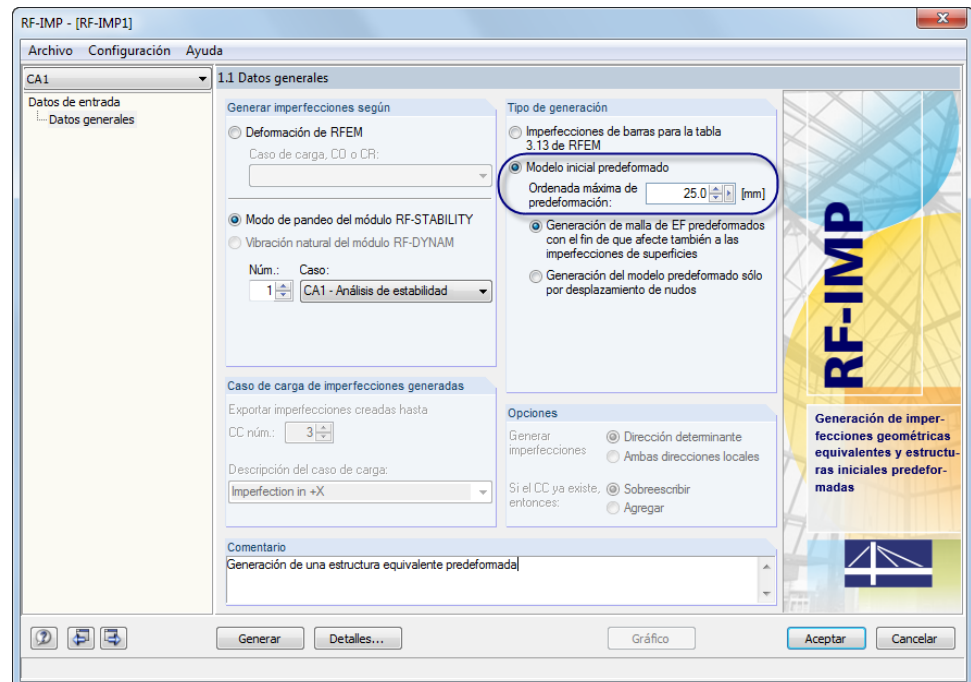 RF-IMP - [RF-IMP1]
Archivo Configuración Ayuda
CA1
Datos de entrada
Datos generales
1.1 Datos generales
Generar imperfecciones según
Deformación de RFEM
Caso de carga, CO o CR:
Modo de pandeo del módulo RF-STABILITY
Vibración natural del módulo RF-DYNAM
Núm.: Caso:
1 CA1 - Análisis de estabilidad
Tipo de generación
Imperfecciones de barras para la tabla
3.13 de RFEM
Modelo inicial predeformado
Ordenada máxima de
predeformación:
25.0 [mm]
Generación de malla de EF predeformados
con el fin de que afecte también a las
imperfecciones de superficies
Generación del modelo predeformado sólo
por desplazamiento de nudos
Caso de carga de imperfecciones generadas
Exportar imperfecciones creadas hasta
CC núm.: 3
Descripción del caso de carga:
Imperfection in +X
Opciones
Generar
imperfecciones
Dirección determinante
Ambas direcciones locales
Si el CC ya existe,
entonces:
Sobreescribir
Agregar
Comentario
Generación de una estructura equivalente predeformada
RF-IMP
Generación de imper-
fecciones geométricas
equivalentes y estructu-
ras iniciales predefor-
madas
Generar Detalles... Gráfico Aceptar Cancelar